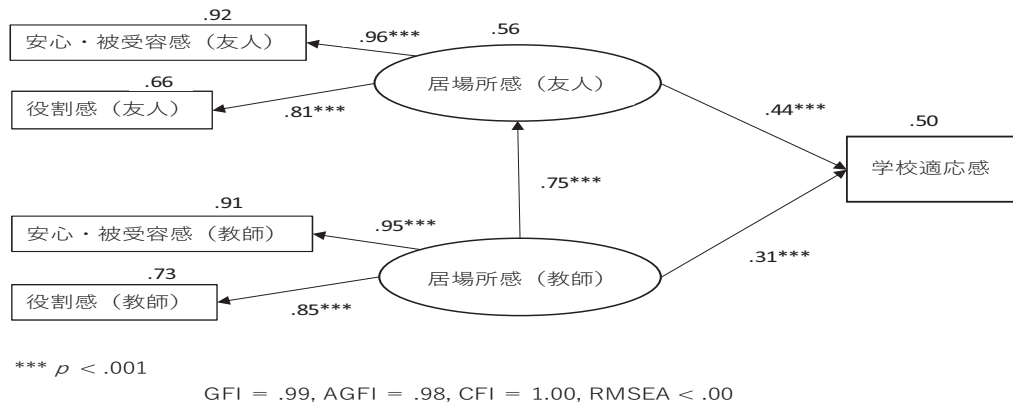 .92
安心・被受容感（友人）
.96***
.56
居場所感（友人）
.66
役割感（友人）
.81***
.44***
.50
学校適応感
.75***
.91
安心・被受容感（教師）
.95***
居場所感（教師）
.31***
.73
役割感（教師）
.85***
*** p < .001
GFI = .99, AGFI = .98, CFI = 1.00, RMSEA < .00